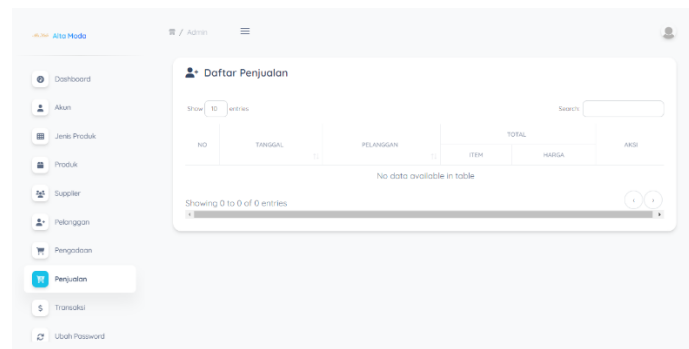 Alta Moda
/ Admin
Dashboard
Akun
Jenis Produk
Produk
Supplier
Pelanggan
Pengadaan
Penjualan
Transaksi
Ubah Password
Daftar Penjualan
Show 10 entries
Search:
NO TANGGAL PELANGGAN TOTAL AKSI
ITEM HARGA
No data available in table
Showing 0 to 0 of 0 entries